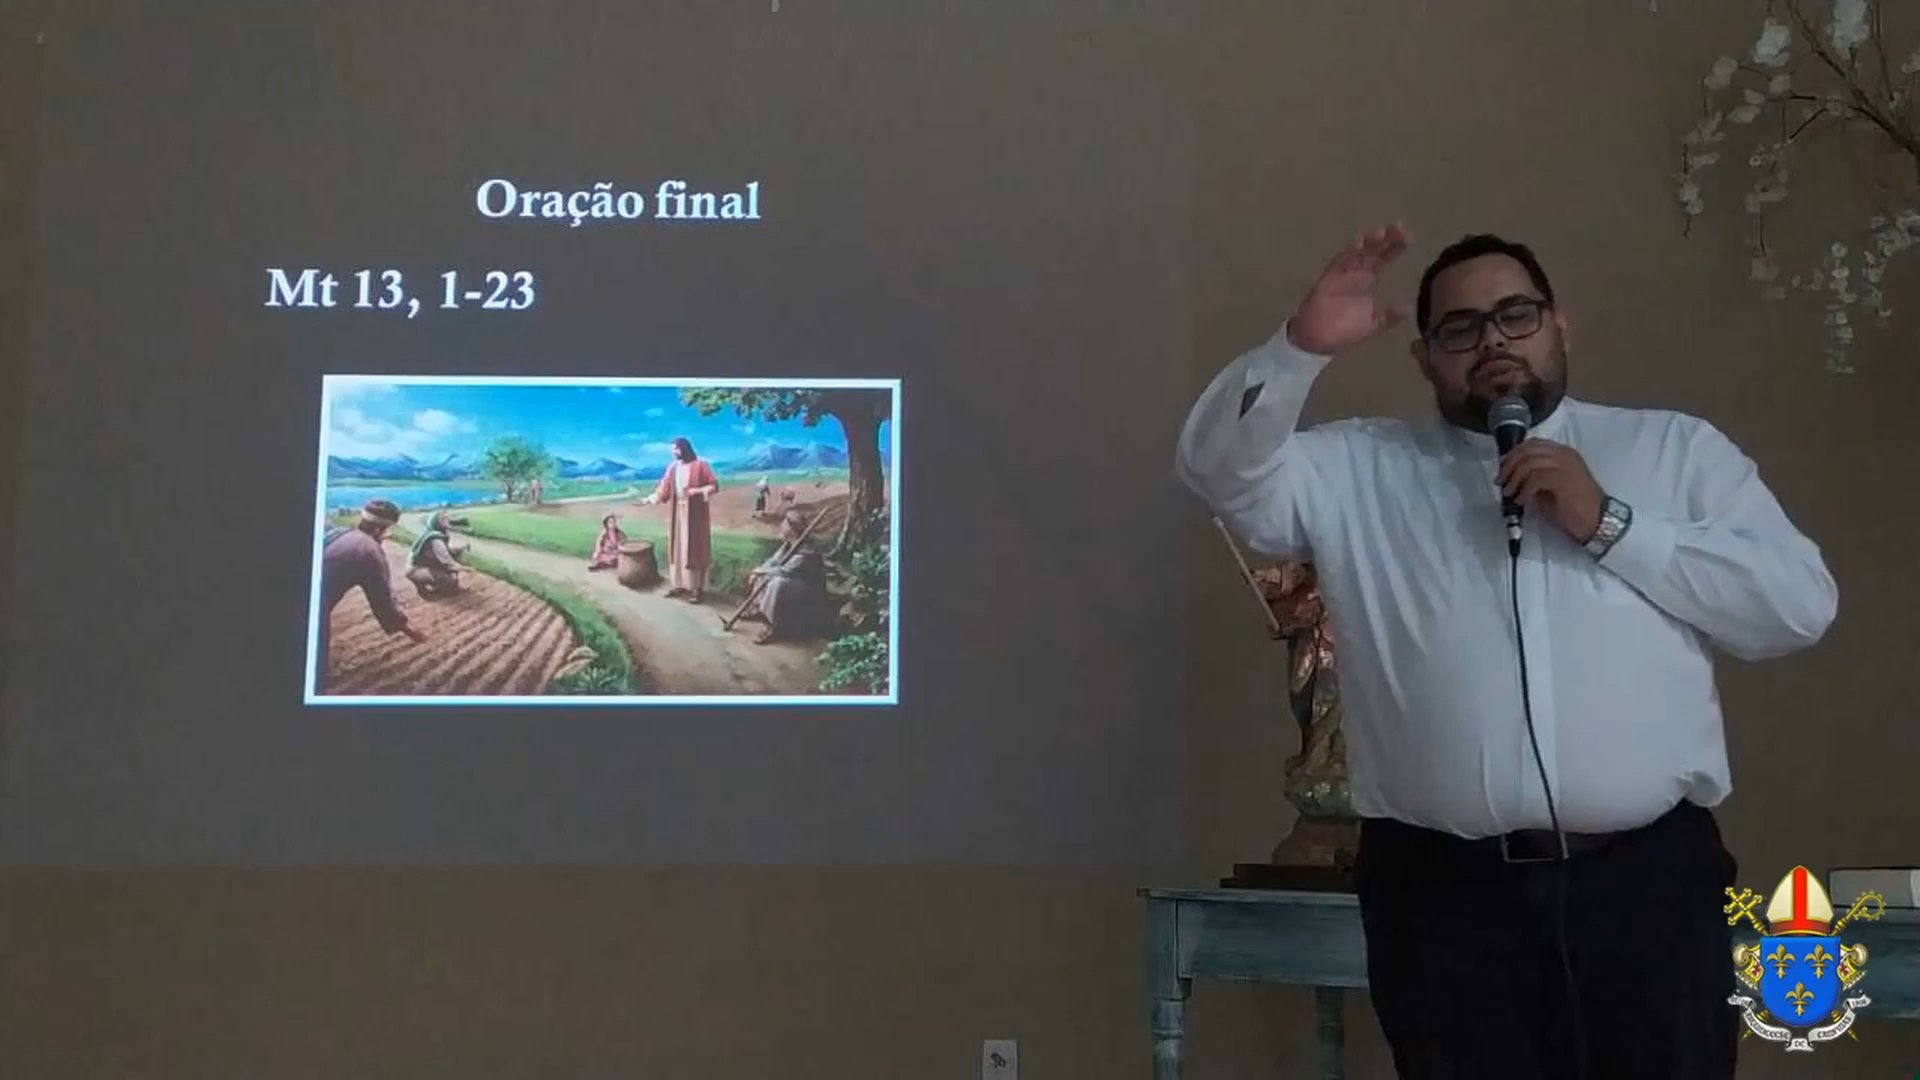 Oração final
Mt 13, 1-23